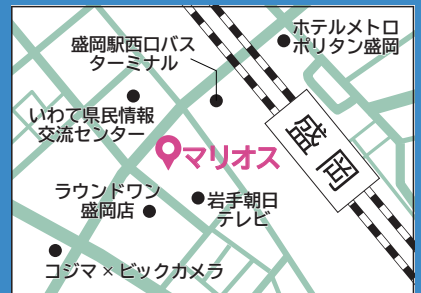 ホテルメトロ
ポリタン盛岡
盛岡駅西口バス
ターミナル
いわて県民情報
交流センター
マリオス
盛岡
ラウンドワン
盛岡店
岩手朝日
テレビ
コジマ×ビックカメラ